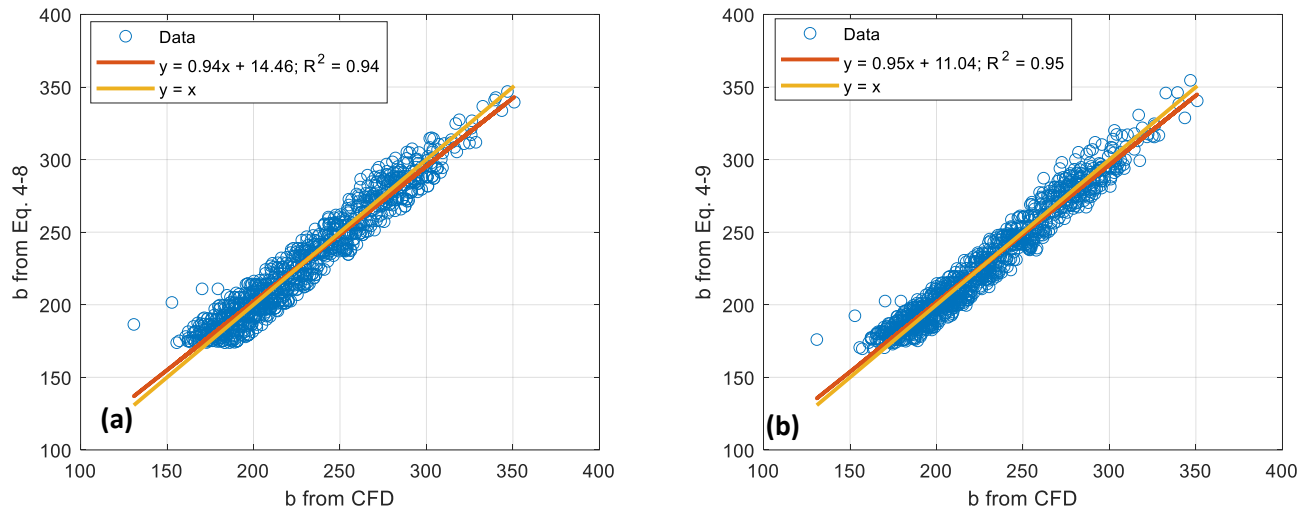 400
350
300
250
200
150
100
b from Eq. 4-8
Data
y = 0.94x + 14.46; R² = 0.94
y = x
(a)
100 150 200 250 300 350 400
b from CFD
400
350
300
250
200
150
100
b from Eq. 4-9
Data
y = 0.95x + 11.04; R² = 0.95
y = x
(b)
100 150 200 250 300 350 400
b from CFD